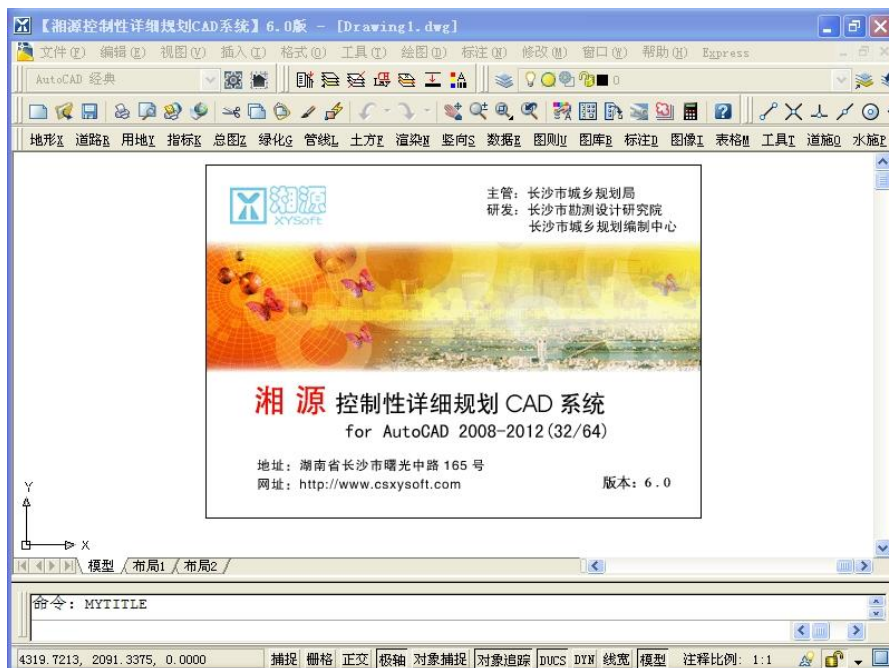 【湘源控制性详细规划CAD系统】6.0版 - [Drawing1.dwg]
文件(F) 编辑(E) 视图(V) 插入(I) 格式(O) 工具(T) 绘图(D) 标注(N) 修改(M) 窗口(W) 帮助(H) Express
AutoCAD 经典 0
地形X 道路R 用地Y 指标K 总图Z 绿化G 管线L 土方F 渲染N 竖向S 数据E 图则U 图库B 标注D 图像I 表格M 工具T 道施O 水施P
湘源
XYSoft
主管：长沙市城乡规划局
研发：长沙市勘测设计研究院
长沙市城乡规划编制中心
湘 源 控制性详细规划 CAD 系统
for AutoCAD 2008-2012(32/64)
地址：湖南省长沙市曙光中路 165 号
网址：http://www.csxysoft.com 版本：6.0
Y
X
模型 布局1 布局2
命令: MYTITLE
4319.7213, 2091.3375, 0.0000 捕捉 栅格 正交 极轴 对象捕捉 对象追踪 DUCS DYN 线宽 模型 注释比例: 1:1